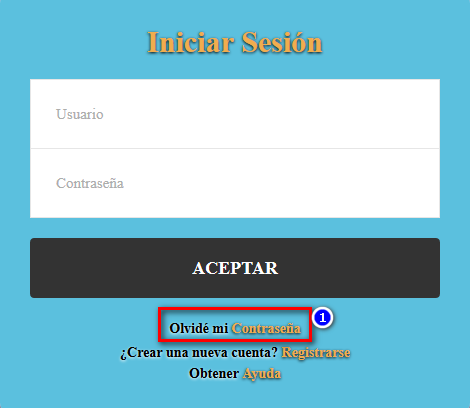 Iniciar Sesión
Usuario
Contraseña
ACEPTAR
Olvidé mi Contraseña 1
¿Crear una nueva cuenta? Registrarse
Obtener Ayuda